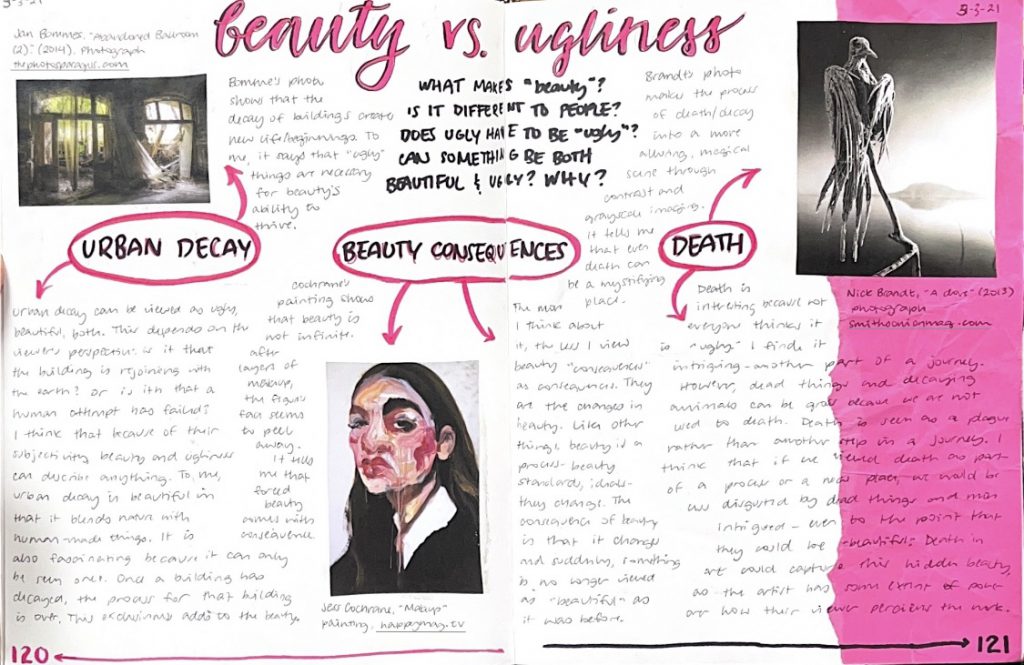 3-3-21
3-3-21
beauty vs. ugliness
Jan Bommes. "Abandoned Ballroom
(2)." (2014). Photograph
thephotoparagus.com
Bomme's photo
shows that the
decay of buildings creates
new life/beginnings. To
me, it says that "ugly"
things are necessary
for beauty's
ability to
thrive.
WHAT MAKES "beauty"?
IS IT DIFFERENT TO PEOPLE?
DOES UGLY HAVE TO BE "ugly"?
CAN SOMETHING BE BOTH
BEAUTIFUL & UGLY? WHY?
Brandt's photo
makes the process
of death/decay
into a more
alluring, magical
scene through
contrast and
grayscale imaging.
It tells me
that even
death can
be a mystifying
place.
URBAN DECAY
BEAUTY CONSEQUENCES
DEATH
Urban decay can be viewed as ugly,
beautiful, both. This depends on the
viewer's perspective. is it that
the building is rejoining with
the earth? or is it that a
human attempt has failed?
I think that because of their
subjectivity beauty and ugliness
can describe anything. To me,
urban decay is beautiful in
that it blends nature with
human-made things. It is
also fascinating because it can only
be seen once. Once a building has
decayed, the process for that building
is over. This exclusiveness adds to the beauty.
Cochrane's
painting shows
that beauty is
not infinite.
after
layers of
makeup,
the figure's
face seems
to peel
away.
It tells
me that
forced
beauty
comes with
consequence.
Jess Cochrane, "Makeup"
painting, happymag.tv
The more
I think about
it, the less I view
beauty "consequences"
as consequences. They
are the changes in
beauty. Like other
things, beauty is a
process- beauty
standards, ideals-
they change. The
consequence of beauty
is that it changes
and suddenly, something
is no longer viewed
as "beautiful" as
it was before.
Nick Brandt, "A dove" (2013)
photograph
smithsonianmag.com
Death is
interesting because not
everyone thinks it
is "ugly." I finds it
intriguing- another part of a journey.
However, dead things and decaying
animals can be gross because we are not
used to death. Death is seen as a plague
rather than another step in a journey. I
think that if we viewed death as part
of a process or a new place, we would be
less disgusted by dead things and more
intrigued - even to the point that
they could be "beautiful." Death in
art could capture this hidden beauty,
as the artist has some extent of power
over how their viewer perceives the work.
120
121